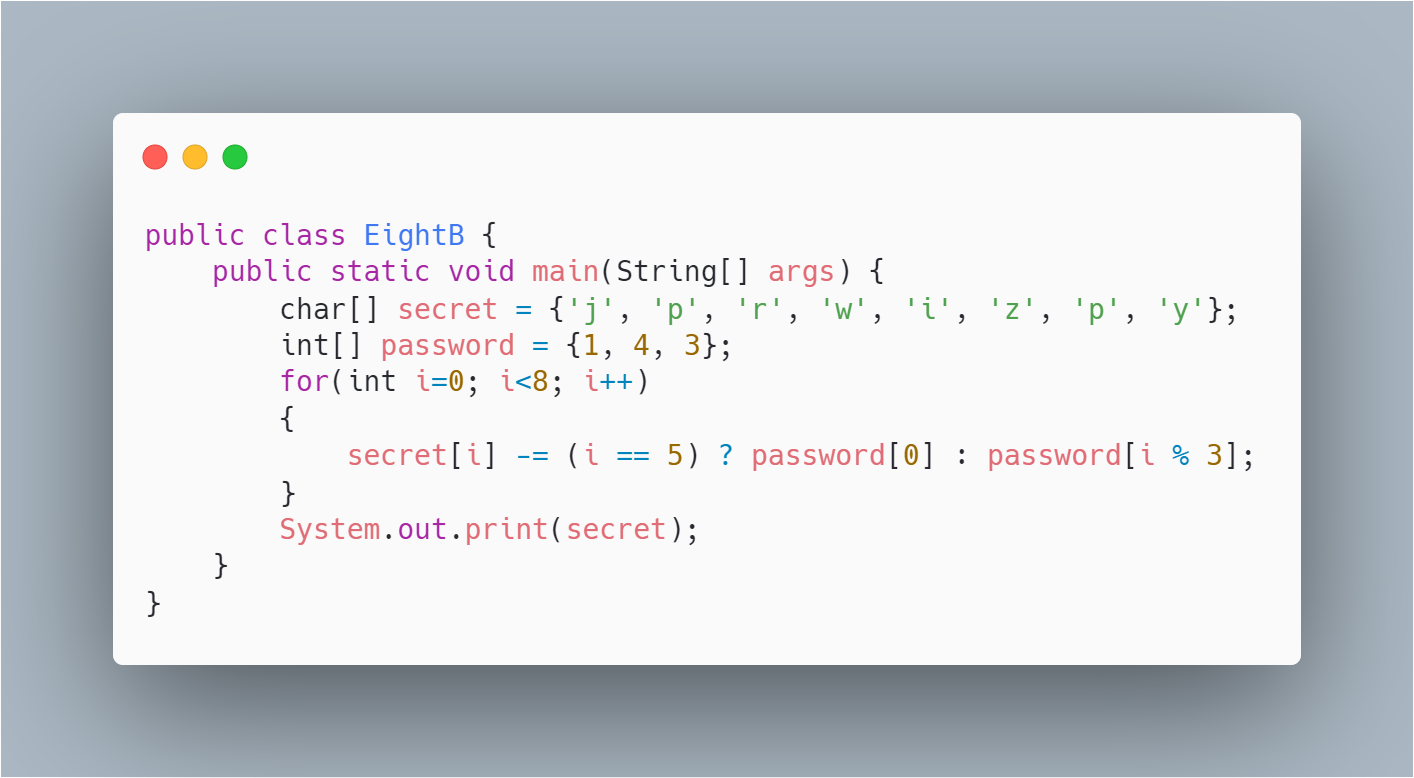 public class EightB {
    public static void main(String[] args) {
        char[] secret = {'j', 'p', 'r', 'w', 'i', 'z', 'p', 'y'};
        int[] password = {1, 4, 3};
        for(int i=0; i<8; i++)
        {
            secret[i] -= (i == 5) ? password[0] : password[i % 3];
        }
        System.out.print(secret);
    }
}